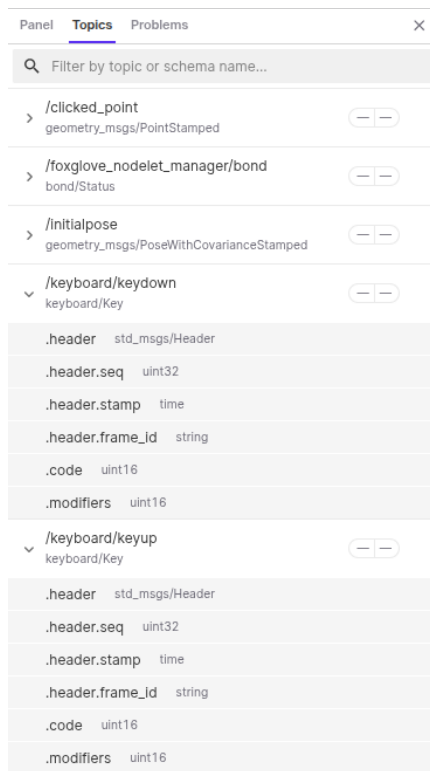 Panel Topics Problems
Filter by topic or schema name...
/clicked_point
geometry_msgs/PointStamped
/foxglove_nodelet_manager/bond
bond/Status
/initialpose
geometry_msgs/PoseWithCovarianceStamped
/keyboard/keydown
keyboard/Key
.header std_msgs/Header
.header.seq uint32
.header.stamp time
.header.frame_id string
.code uint16
.modifiers uint16
/keyboard/keyup
keyboard/Key
.header std_msgs/Header
.header.seq uint32
.header.stamp time
.header.frame_id string
.code uint16
.modifiers uint16